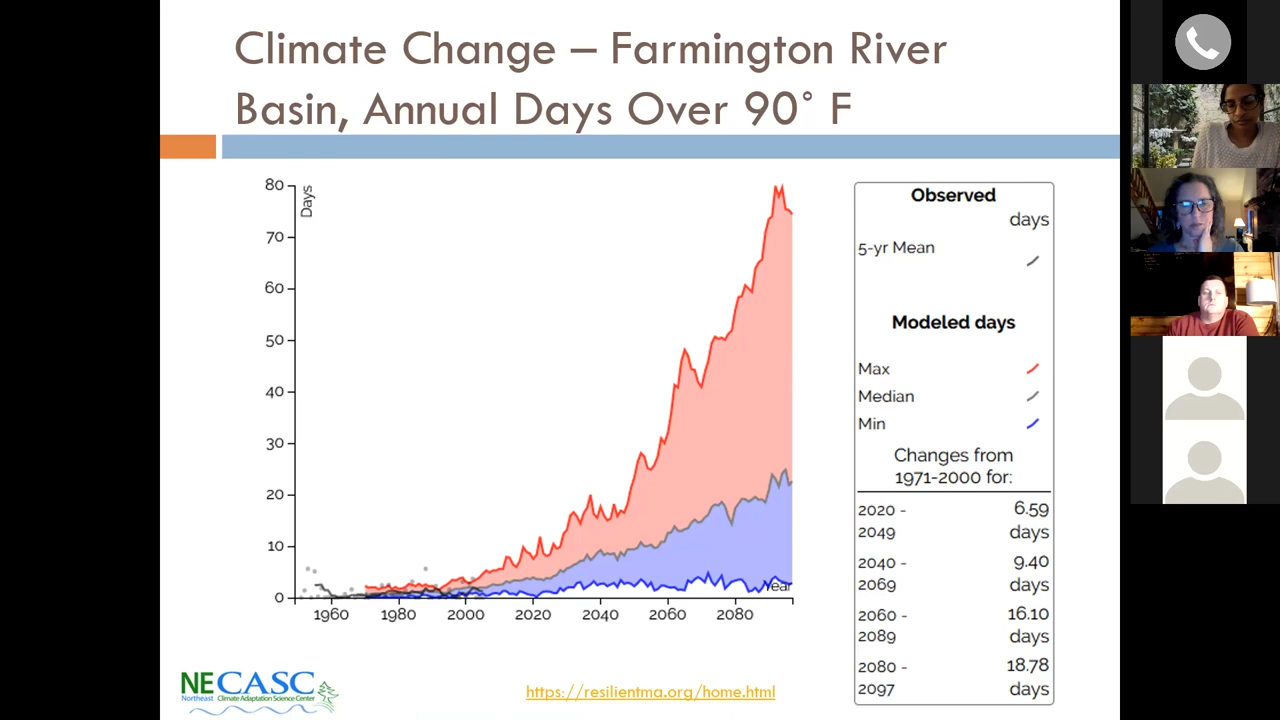 Climate Change – Farmington River
Basin, Annual Days Over 90° F
80
70
60
50
40
30
20
10
0
Days
1960
1980
2000
2020
2040
2060
2080
Year
Observed
days
5-yr Mean
Modeled days
Max
Median
Min
Changes from
1971-2000 for:
2020 - 6.59
2049 days
2040 - 9.40
2069 days
2060 - 16.10
2089 days
2080 - 18.78
2097 days
NECASC
Northeast Climate Adaptation Science Center
https://resilientma.org/home.html